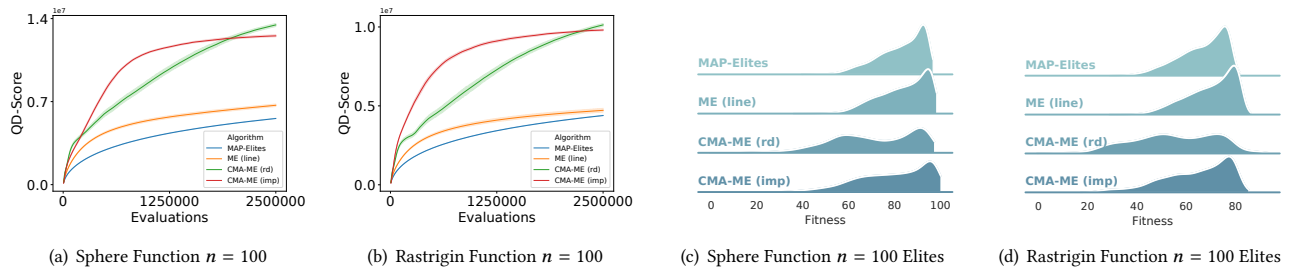 1e7
1.4
0.7
0.0
QD-Score
0
1250000
2500000
Evaluations
Algorithm
MAP-Elites
ME (line)
CMA-ME (rd)
CMA-ME (imp)
(a) Sphere Function n = 100
1e7
1.0
0.5
0.0
QD-Score
0
1250000
2500000
Evaluations
Algorithm
MAP-Elites
ME (line)
CMA-ME (rd)
CMA-ME (imp)
(b) Rastrigin Function n = 100
MAP-Elites
ME (line)
CMA-ME (rd)
CMA-ME (imp)
0 20 40 60 80 100
Fitness
(c) Sphere Function n = 100 Elites
MAP-Elites
ME (line)
CMA-ME (rd)
CMA-ME (imp)
0 20 40 60 80
Fitness
(d) Rastrigin Function n = 100 Elites